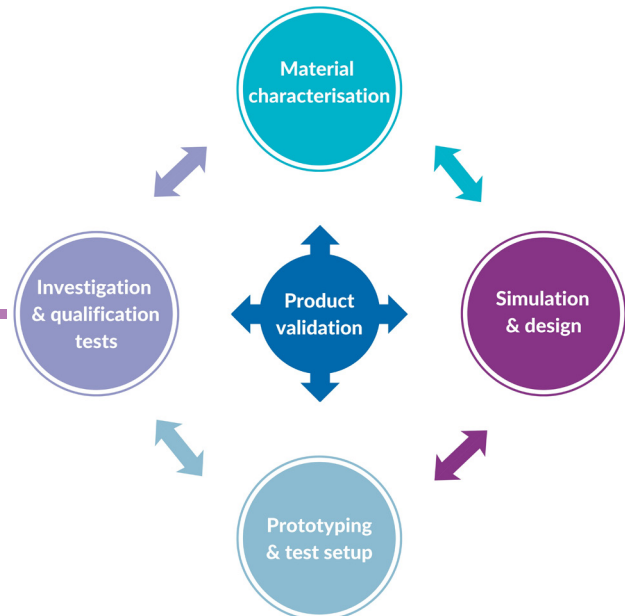 Material
characterisation
Investigation
& qualification
tests
Product
validation
Simulation
& design
Prototyping
& test setup